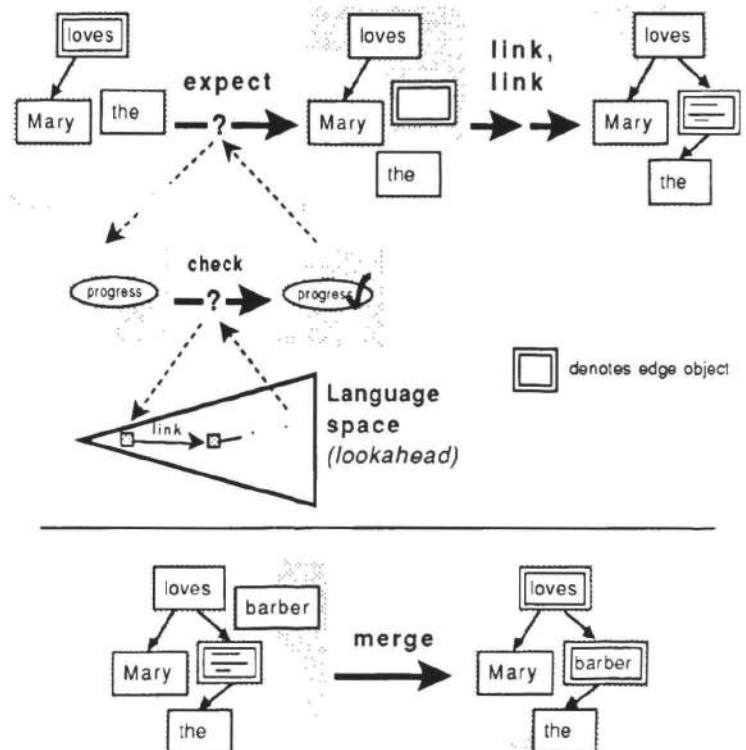 loves
Mary
the
expect
?
loves
Mary
the
link,
link
loves
Mary
the
progress
check
?
progress
link
Language
space
(lookahead)
denotes edge object
loves
barber
Mary
the
merge
loves
Mary
barber
the